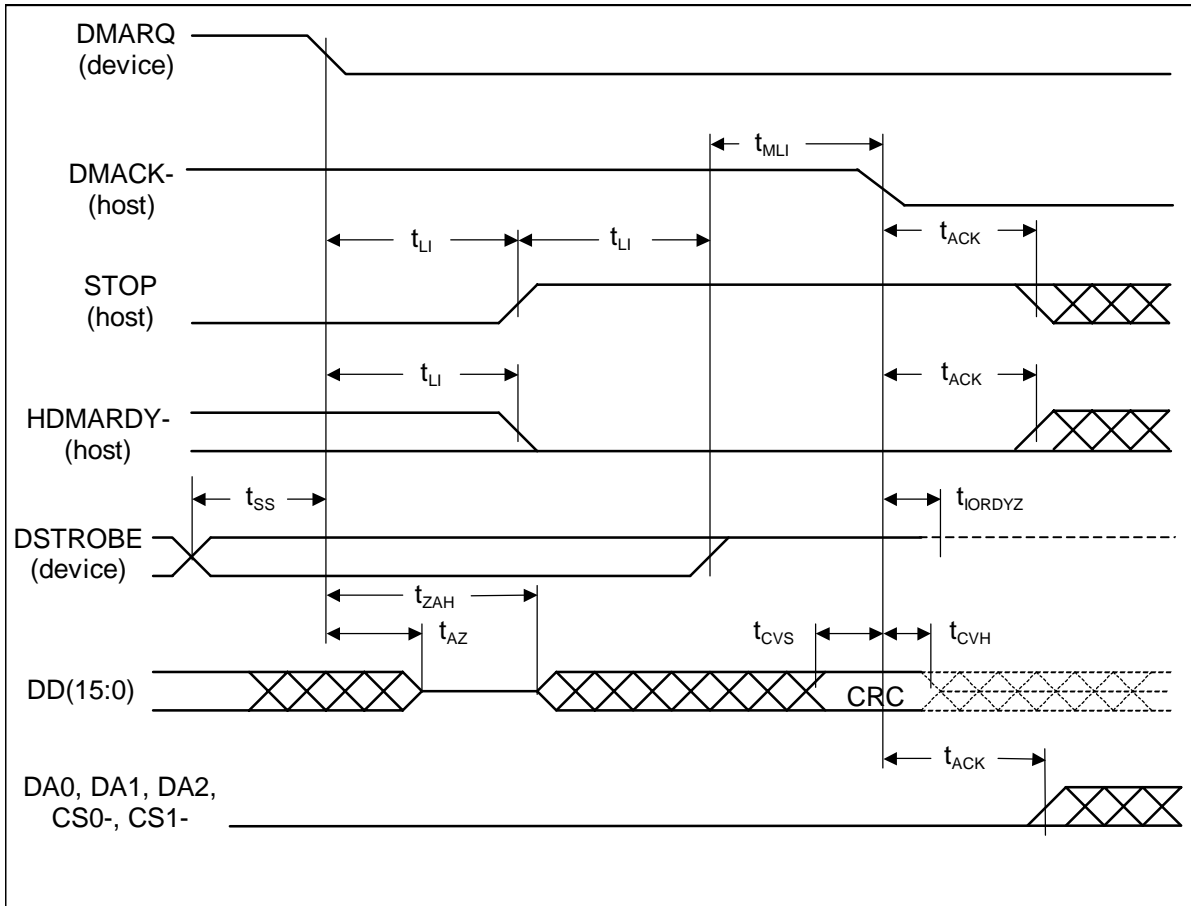 DMARQ
(device)
tMLI
DMACK-
(host)
tLI
tLI
tACK
STOP
(host)
tLI
tACK
HDMARDY-
(host)
tSS
tIORDYZ
DSTROBE
(device)
tZAH
tAZ
tCVS
tCVH
DD(15:0)
CRC
tACK
DA0, DA1, DA2,
CS0-, CS1-